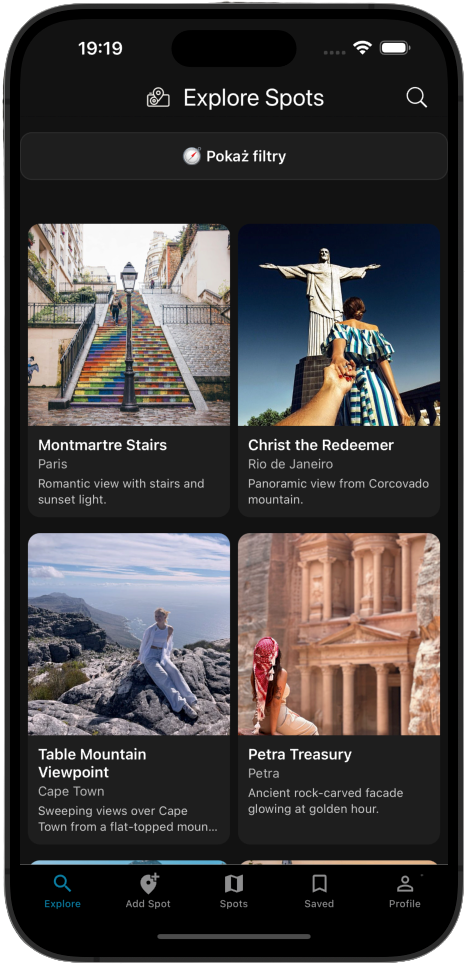 19:19
Explore Spots
Pokaż filtry
Montmartre Stairs
Paris
Romantic view with stairs and
sunset light.
Christ the Redeemer
Rio de Janeiro
Panoramic view from Corcovado
mountain.
Table Mountain
Viewpoint
Cape Town
Sweeping views over Cape
Town from a flat-topped moun...
Petra Treasury
Petra
Ancient rock-carved facade
glowing at golden hour.
Explore
Add Spot
Spots
Saved
Profile